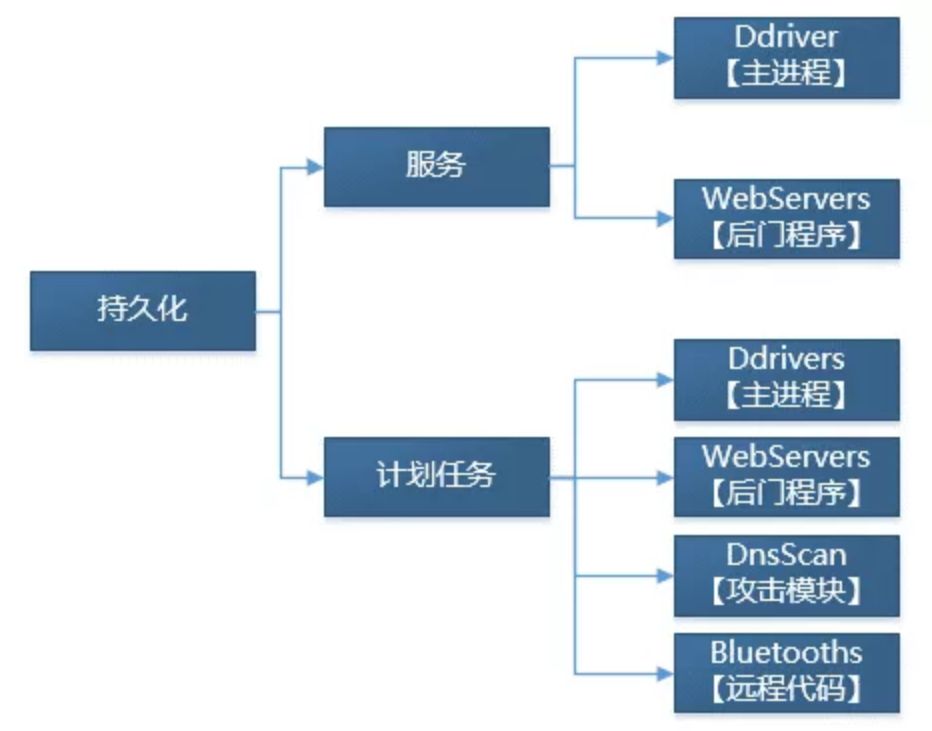 持久化
服务
Ddriver
【主进程】
WebServers
【后门程序】
计划任务
Ddrivers
【主进程】
WebServers
【后门程序】
DnsScan
【攻击模块】
Bluetooths
【远程代码】